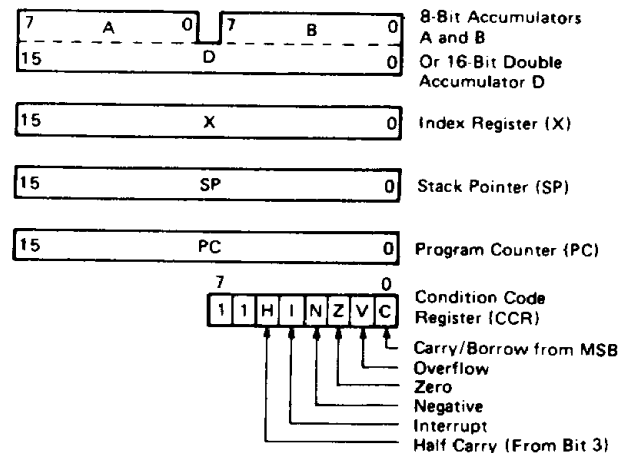 7 A 0 7 B 0 8-Bit Accumulators
A and B
15 D 0 Or 16-Bit Double
Accumulator D
15 X 0 Index Register (X)
15 SP 0 Stack Pointer (SP)
15 PC 0 Program Counter (PC)
7 0
1 1 H I N Z V C Condition Code
Register (CCR)
Carry/Borrow from MSB
Overflow
Zero
Negative
Interrupt
Half Carry (From Bit 3)